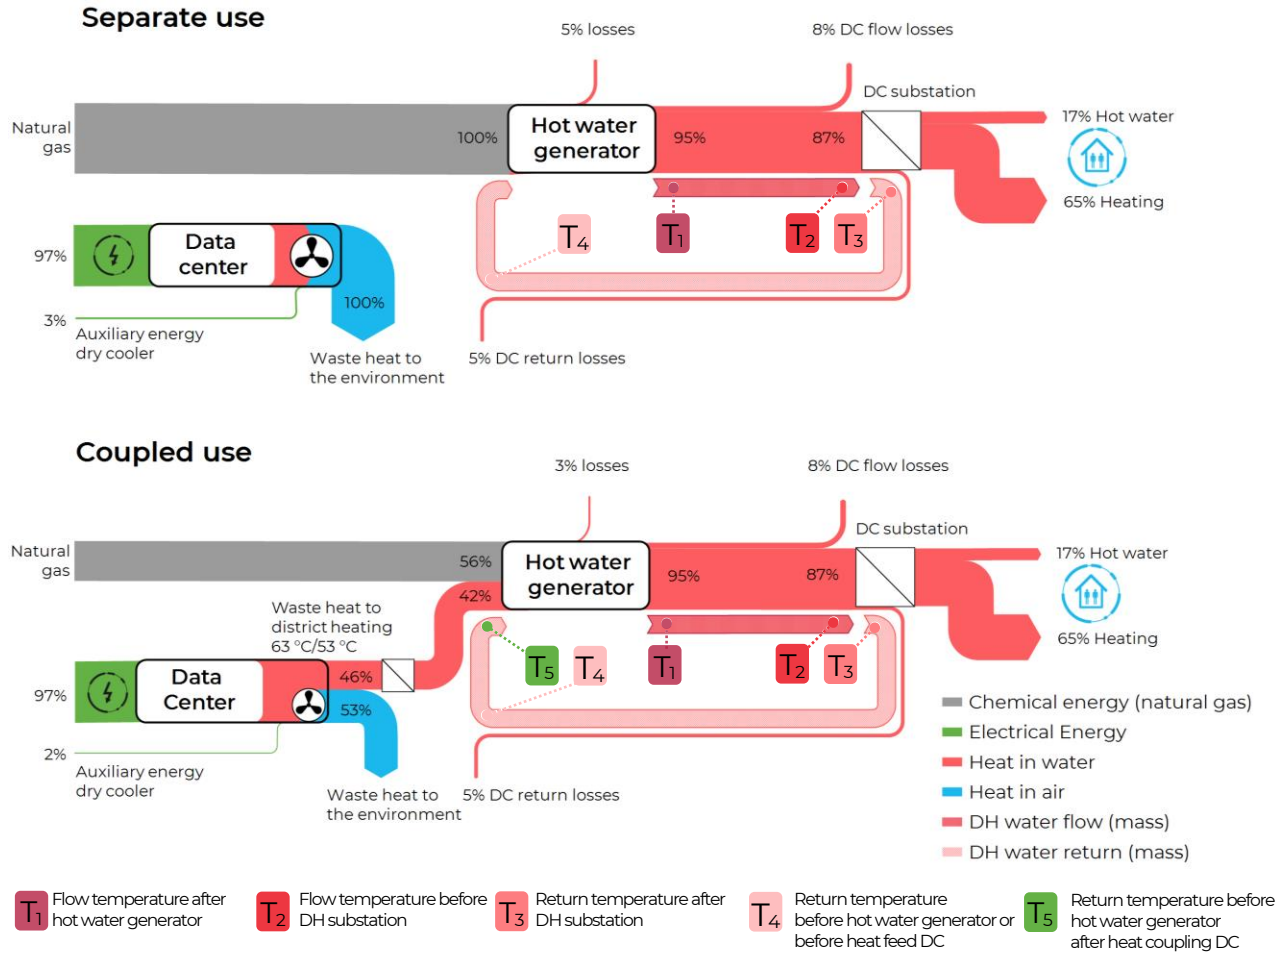 Separate use
5% losses
8% DC flow losses
DC substation
Natural
gas
100%
Hot water
generator
95%
87%
17% Hot water
65% Heating
T4
T1
T2
T3
97%
Data
center
100%
3%
Auxiliary energy
dry cooler
Waste heat to
the environment
5% DC return losses
Coupled use
3% losses
8% DC flow losses
DC substation
Natural
gas
56%
42%
Hot water
generator
95%
87%
17% Hot water
65% Heating
Waste heat to
district heating
63 °C/53 °C
T5
T4
T1
T2
T3
97%
Data
Center
46%
53%
2%
Auxiliary energy
dry cooler
Waste heat to
the environment
5% DC return losses
Chemical energy (natural gas)
Electrical Energy
Heat in water
Heat in air
DH water flow (mass)
DH water return (mass)
T1 Flow temperature after
hot water generator
T2 Flow temperature before
DH substation
T3 Return temperature after
DH substation
T4 Return temperature
before hot water generator or
before heat feed DC
T5 Return temperature before
hot water generator
after heat coupling DC